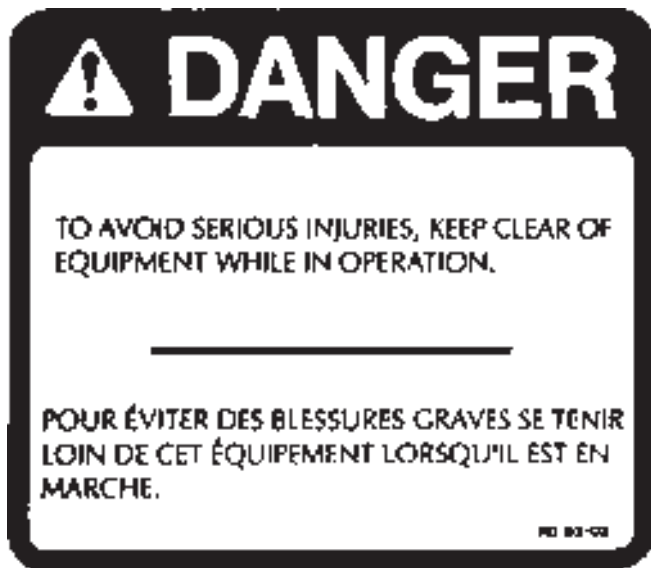 DANGER
TO AVOID SERIOUS INJURIES, KEEP CLEAR OF
EQUIPMENT WHILE IN OPERATION.
POUR ÉVITER DES BLESSURES GRAVES SE TENIR
LOIN DE CET ÉQUIPEMENT LORSQU'IL EST EN
MARCHE.